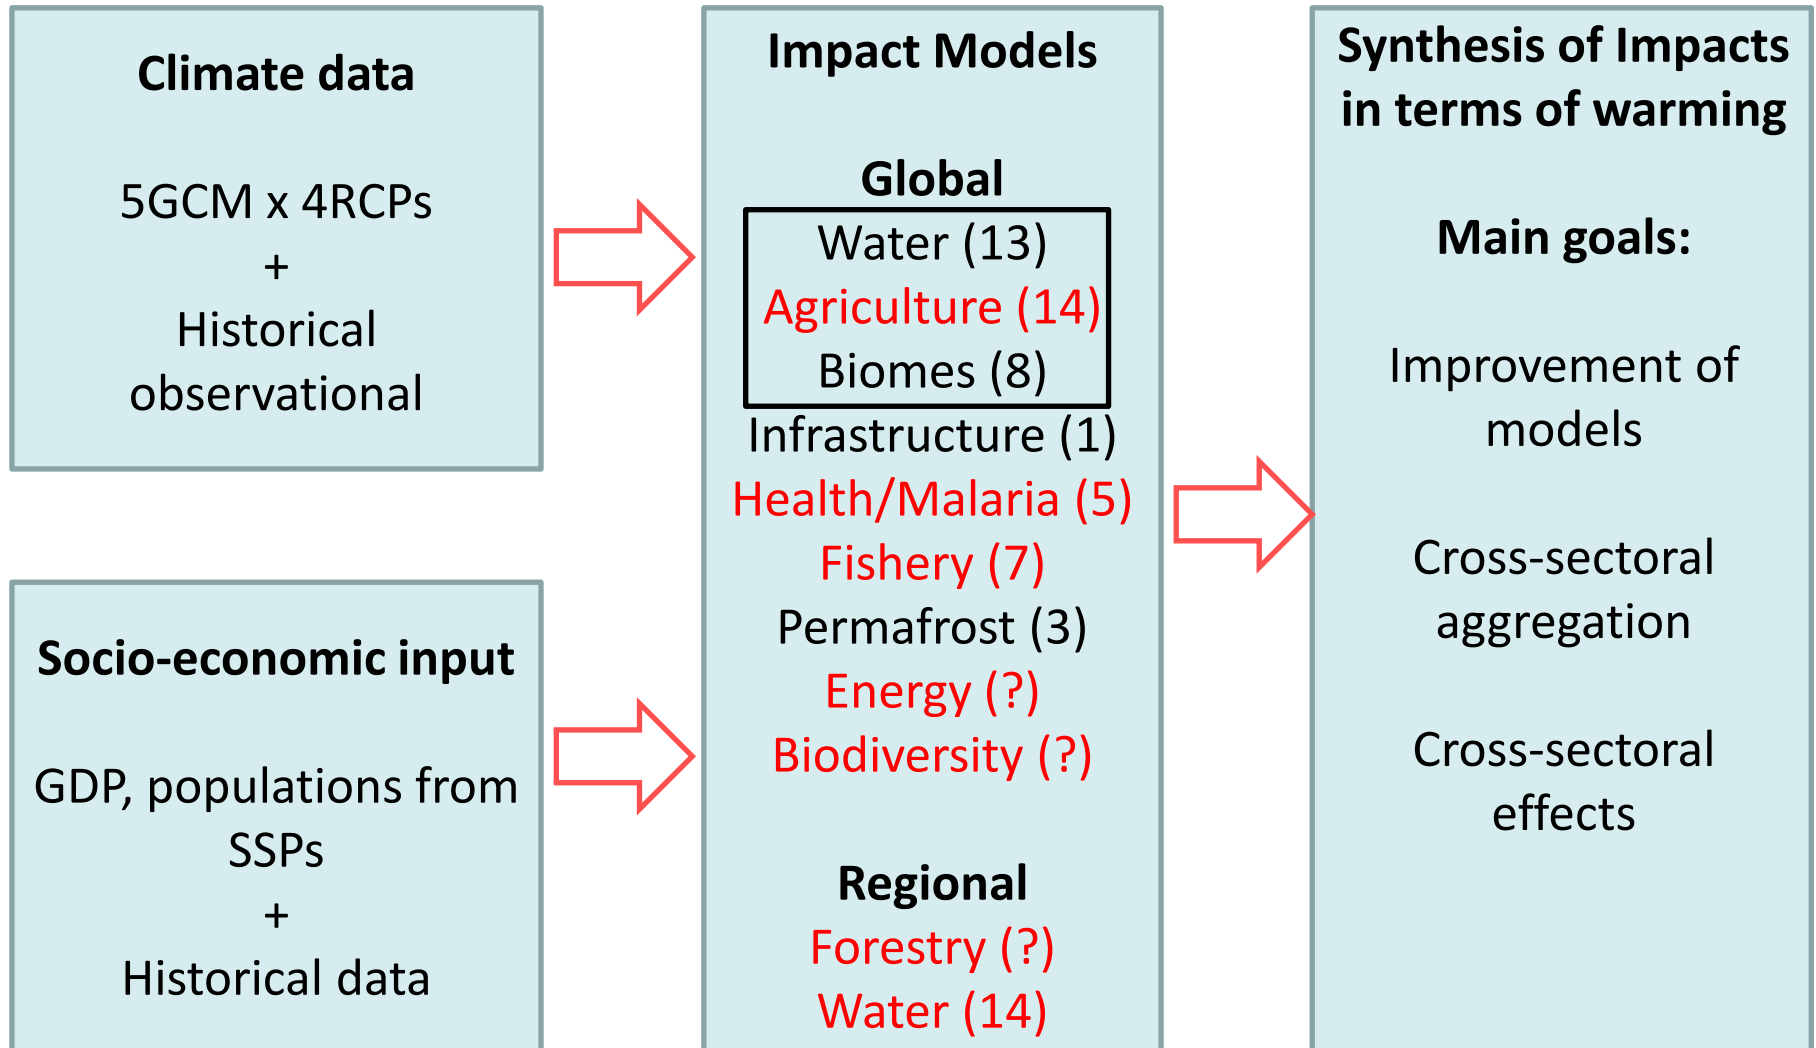 Climate data
5GCM x 4RCPs
+
Historical
observational
Socio-economic input
GDP, populations from
SSPs
+
Historical data
Impact Models
Global
Water (13)
Agriculture (14)
Biomes (8)
Infrastructure (1)
Health/Malaria (5)
Fishery (7)
Permafrost (3)
Energy (?)
Biodiversity (?)
Regional
Forestry (?)
Water (14)
Synthesis of Impacts
in terms of warming
Main goals:
Improvement of
models
Cross-sectoral
aggregation
Cross-sectoral
effects